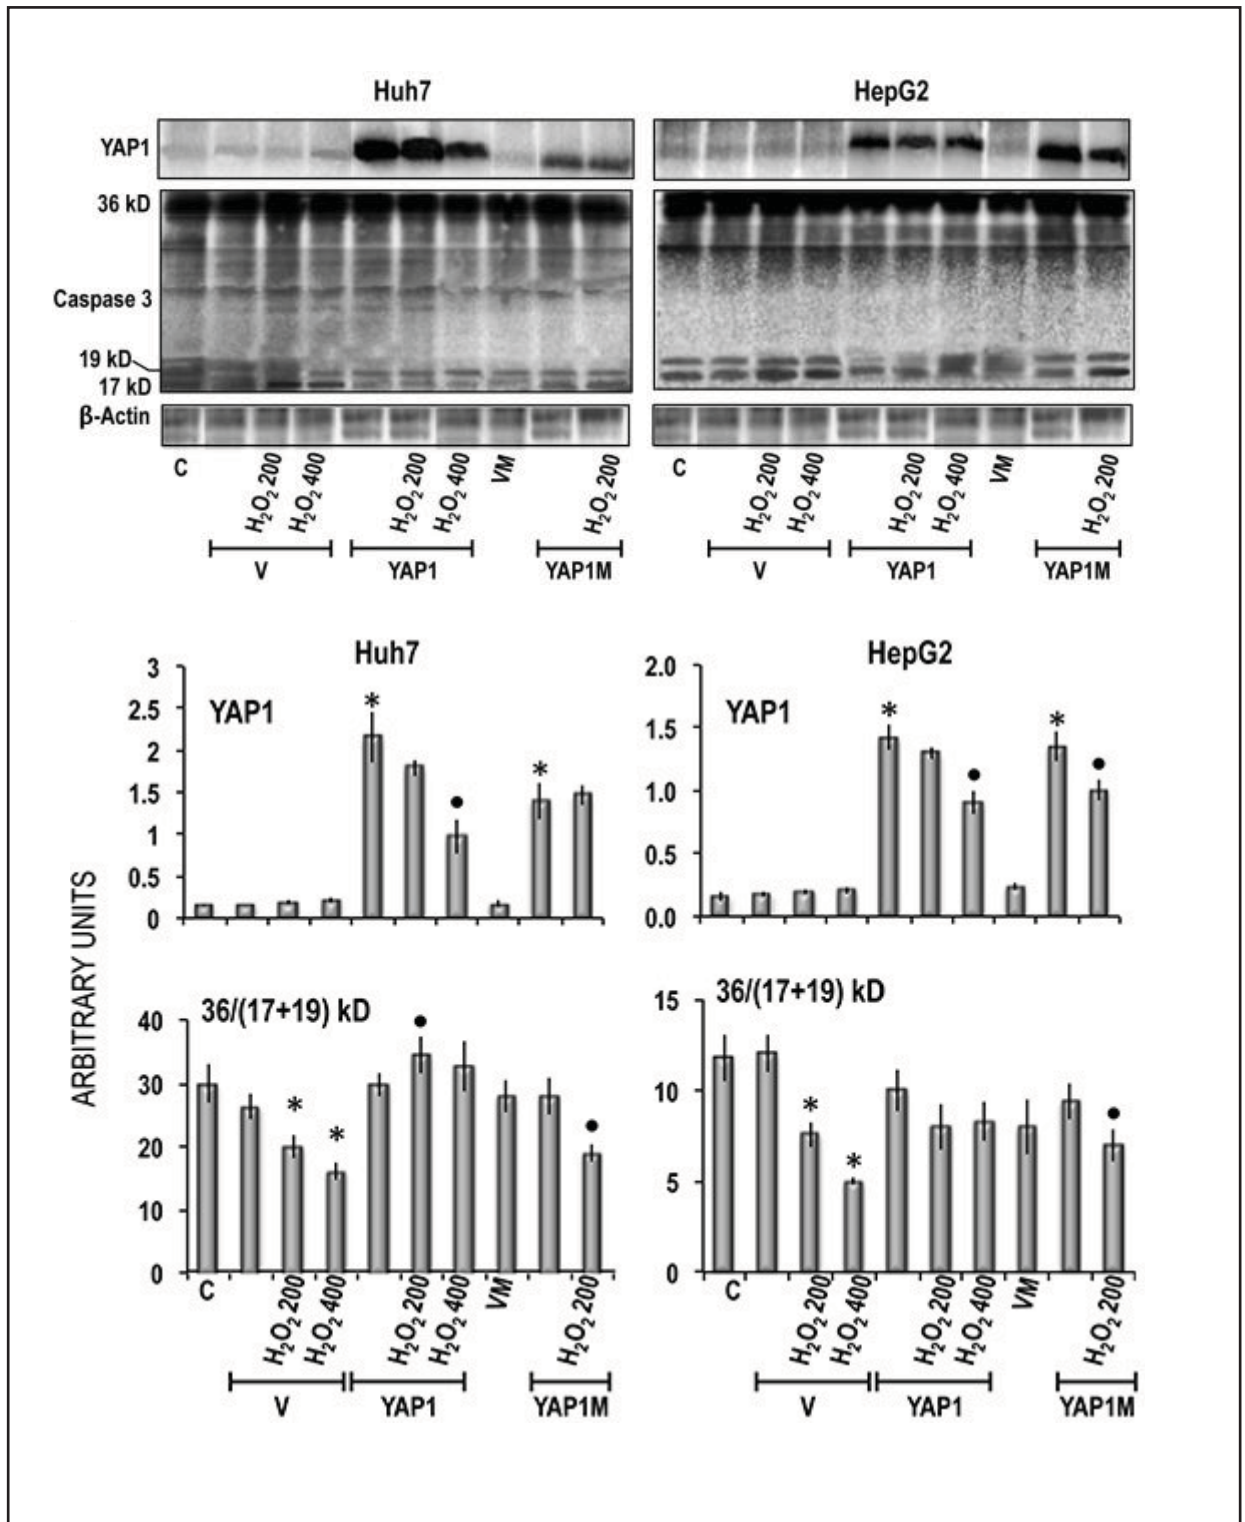 Huh7 HepG2
YAP1
36 kD
Caspase 3
19 kD
17 kD
β-Actin
C H₂O₂ 200 H₂O₂ 400 H₂O₂ 200 H₂O₂ 400 VM H₂O₂ 200 C H₂O₂ 200 H₂O₂ 400 H₂O₂ 200 H₂O₂ 400 VM H₂O₂ 200
V YAP1 YAP1M V YAP1 YAP1M
ARBITRARY UNITS
Huh7
YAP1
3
2.5
2
1.5
1
0.5
0
* ● *
HepG2
YAP1
2.0
1.5
1.0
0.5
0.0
* ● * ●
36/(17+19) kD
40
30
20
10
0
* * ● ●
C H₂O₂ 200 H₂O₂ 400 H₂O₂ 200 H₂O₂ 400 VM H₂O₂ 200
V YAP1 YAP1M
36/(17+19) kD
15
10
5
0
* * ●
C H₂O₂ 200 H₂O₂ 400 H₂O₂ 200 H₂O₂ 400 VM H₂O₂ 200
V YAP1 YAP1M